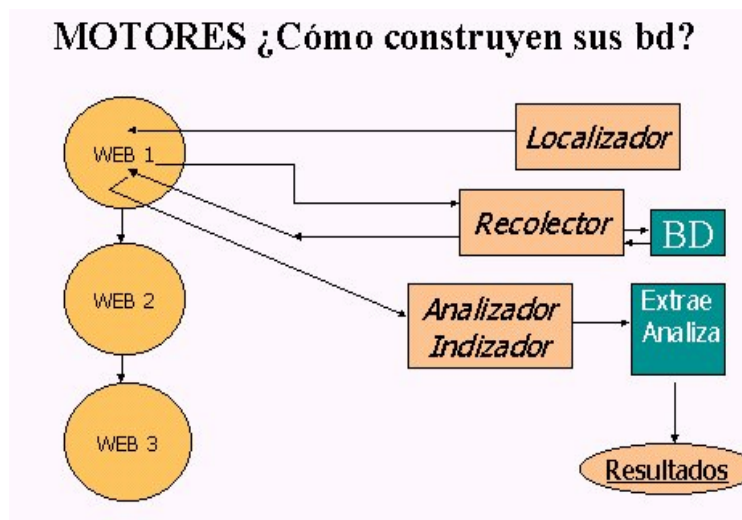 MOTORES ¿Cómo construyen sus bd?
WEB 1
Localizador
Recolector
BD
WEB 2
Analizador
Indizador
Extrae
Analiza
WEB 3
Resultados